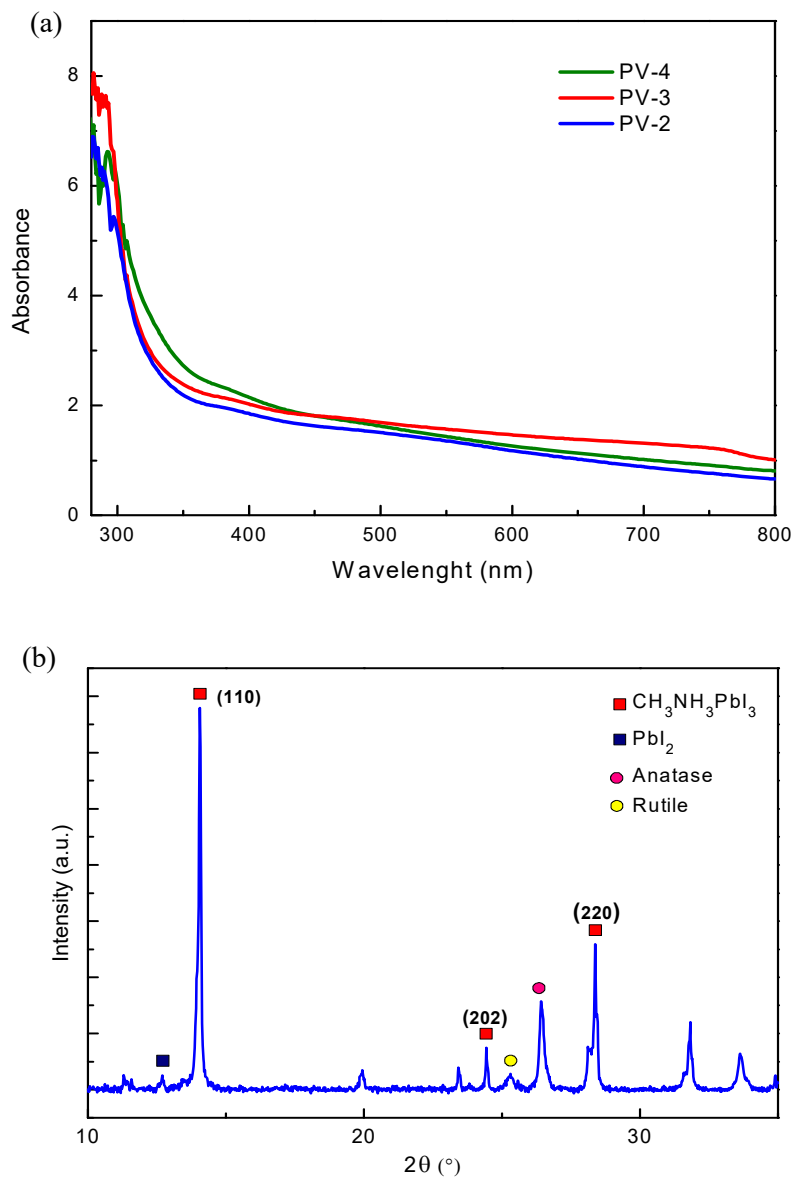 (a)
8
6
4
2
0
Absorbance
PV-4
PV-3
PV-2
300 400 500 600 700 800
Wavelenght (nm)
(b)
(110)
(202)
(220)
CH₃NH₃PbI₃
PbI₂
Anatase
Rutile
Intensity (a.u.)
10 20 30
2θ (°)